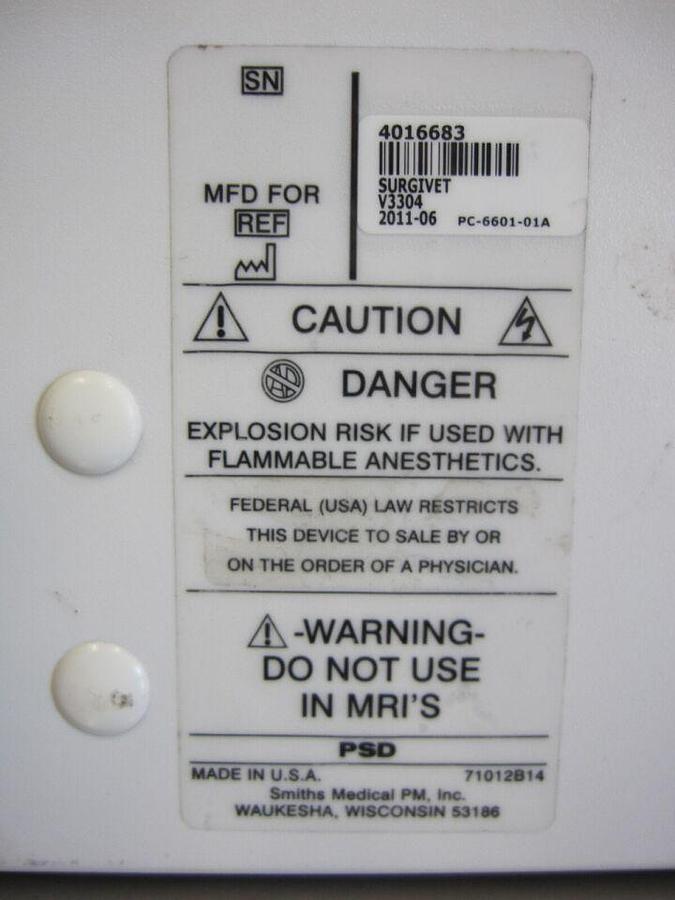 SN
4016683
SURGIVET
V3304
2011-06 PC-6601-01A
MFD FOR
REF
CAUTION
DANGER
EXPLOSION RISK IF USED WITH
FLAMMABLE ANESTHETICS.
FEDERAL (USA) LAW RESTRICTS
THIS DEVICE TO SALE BY OR
ON THE ORDER OF A PHYSICIAN.
-WARNING-
DO NOT USE
IN MRI'S
PSD
MADE IN U.S.A. 71012B14
Smiths Medical PM, Inc.
WAUKESHA, WISCONSIN 53186